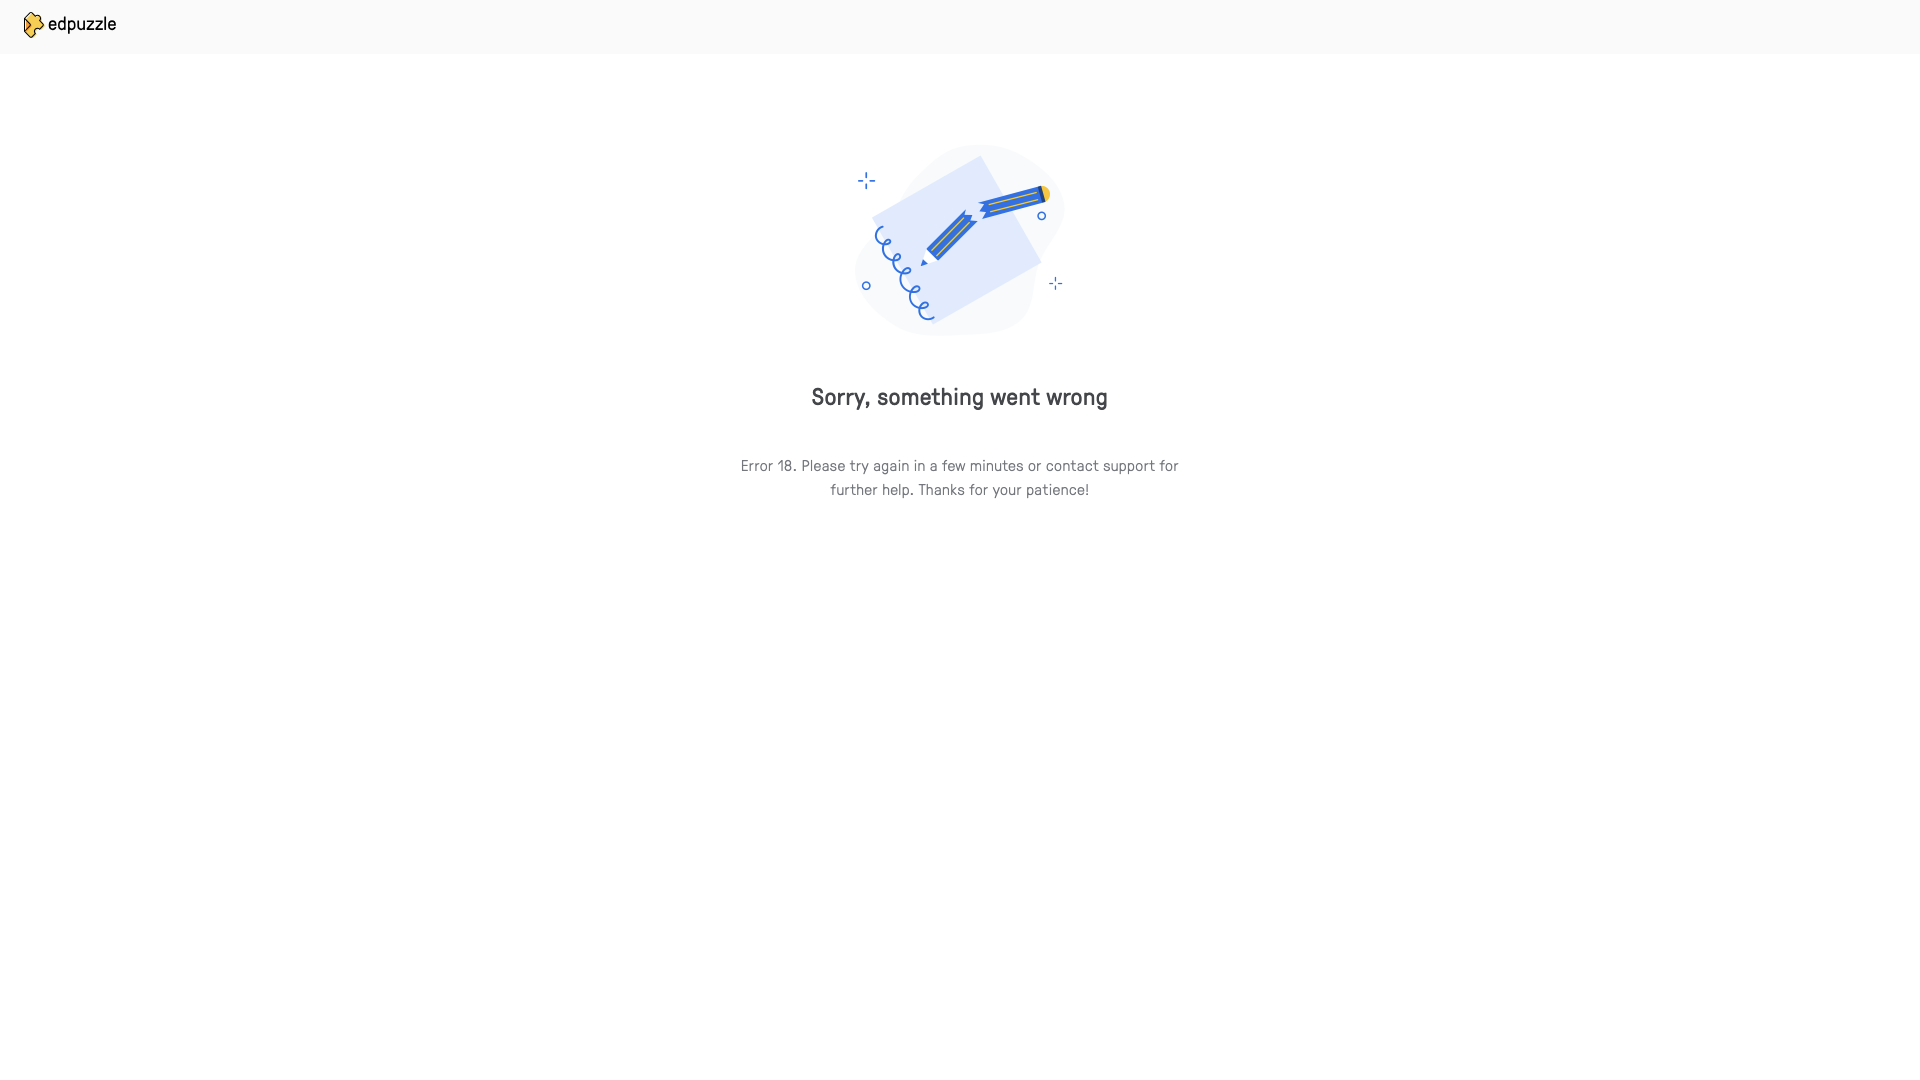 edpuzzle
Sorry, something went wrong
Error 18. Please try again in a few minutes or contact support for
further help. Thanks for your patience!